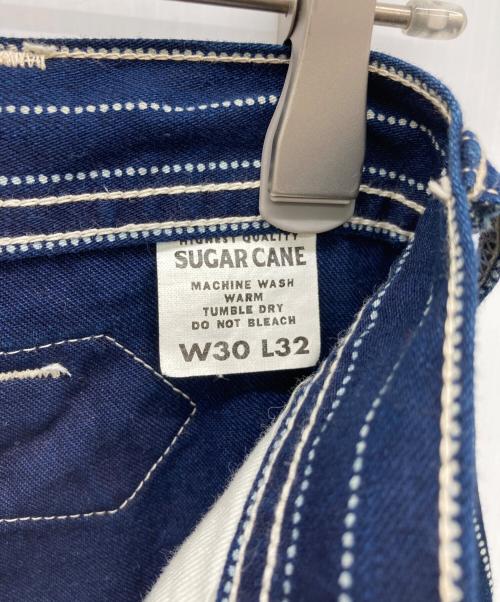 HIGHEST QUALITY
SUGAR CANE
MACHINE WASH
WARM
TUMBLE DRY
DO NOT BLEACH
W30 L32